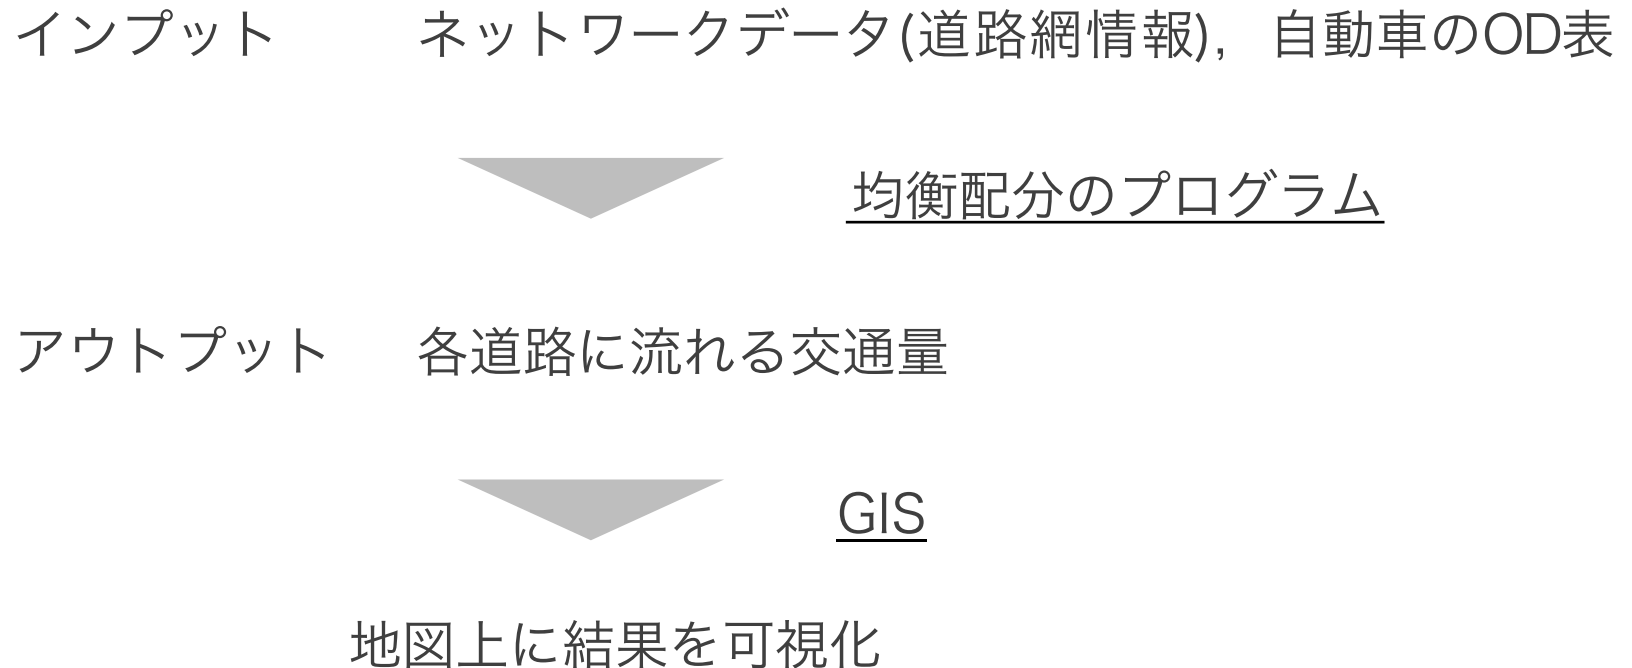 インプット　ネットワークデータ(道路網情報)，自動車のOD表
均衡配分のプログラム
アウトプット　各道路に流れる交通量
GIS
地図上に結果を可視化